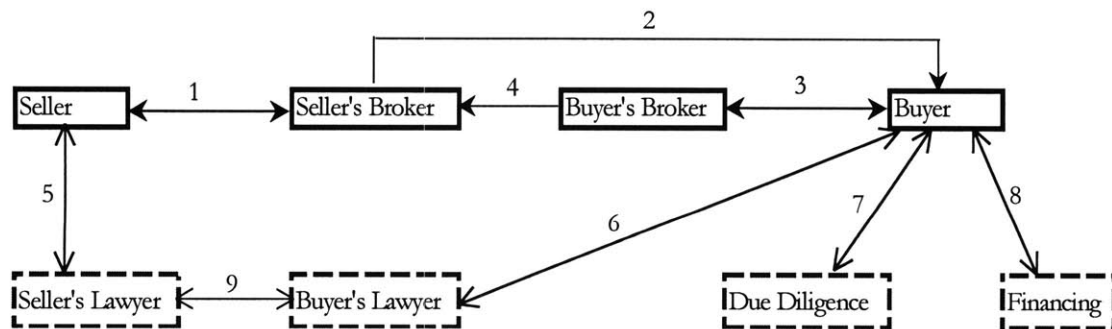 2
1
4
3
Seller
Seller's Broker
Buyer's Broker
Buyer
5
6
7
8
9
Seller's Lawyer
Buyer's Lawyer
Due Diligence
Financing